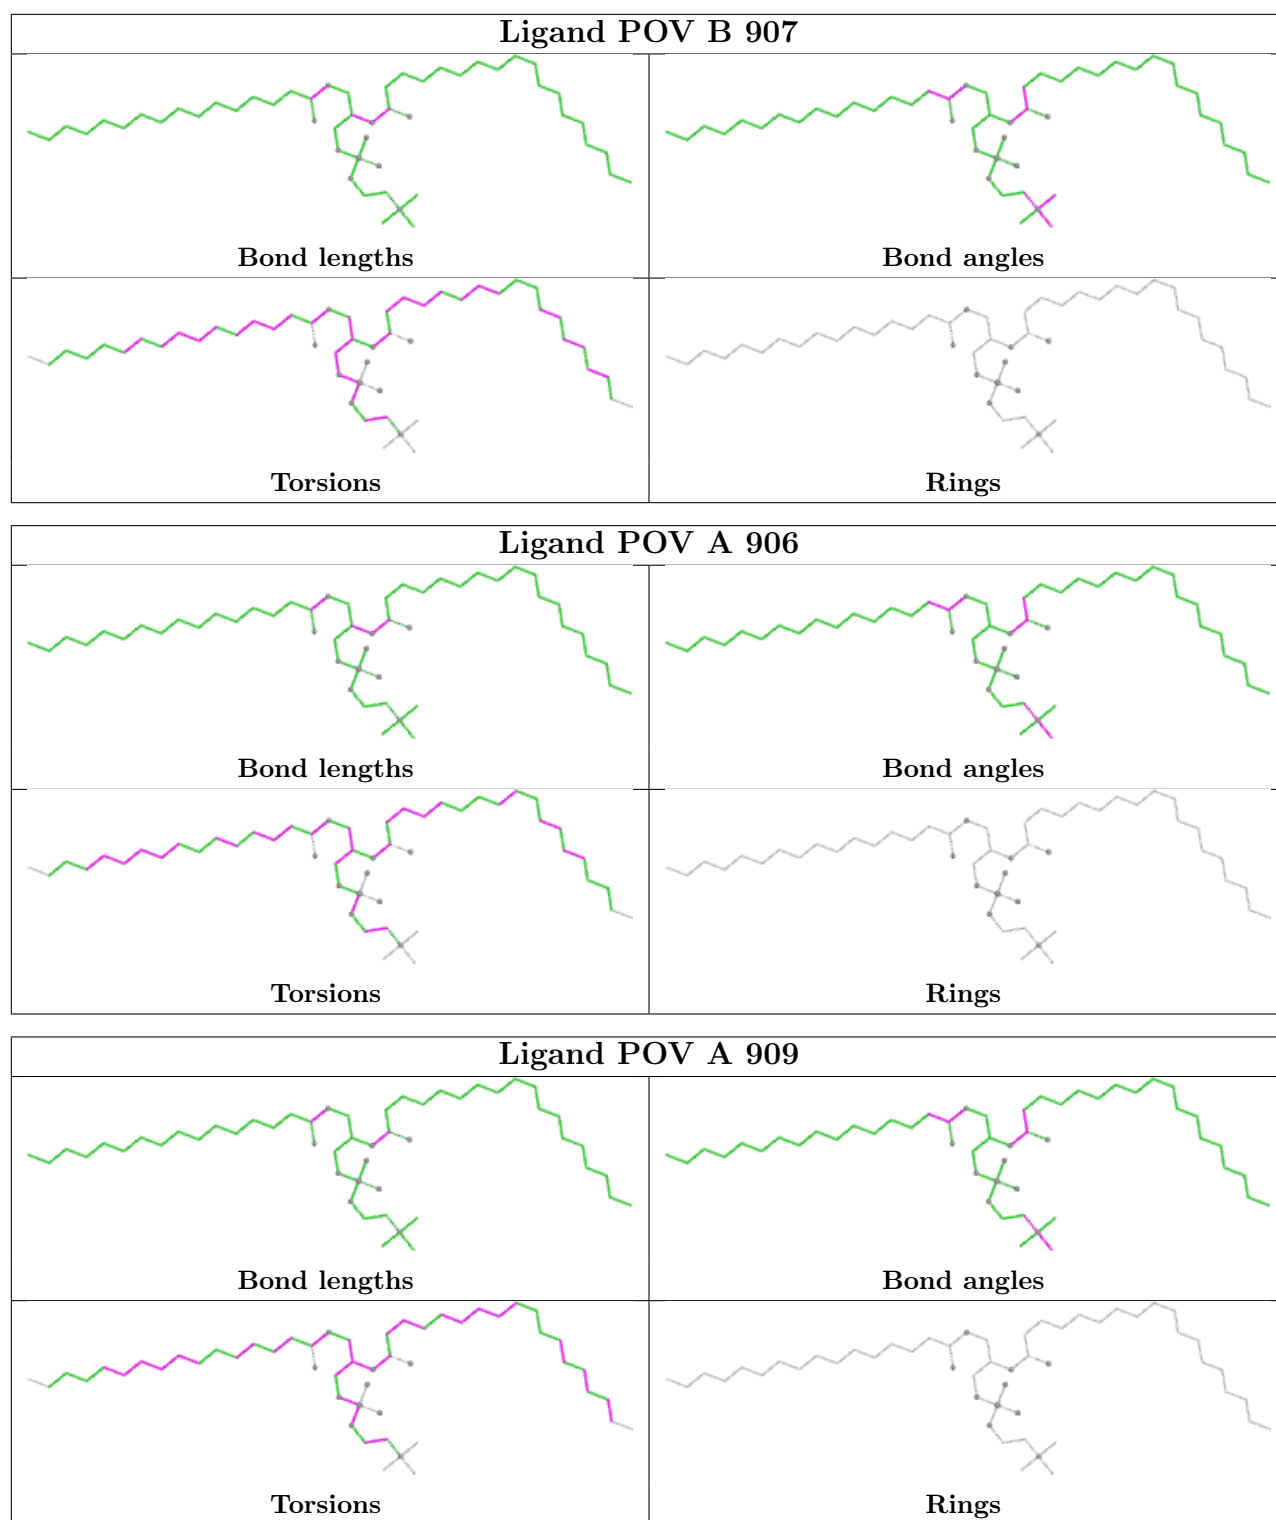 Ligand POV B 907
Bond lengths
Bond angles
Torsions
Rings
Ligand POV A 906
Bond lengths
Bond angles
Torsions
Rings
Ligand POV A 909
Bond lengths
Bond angles
Torsions
Rings